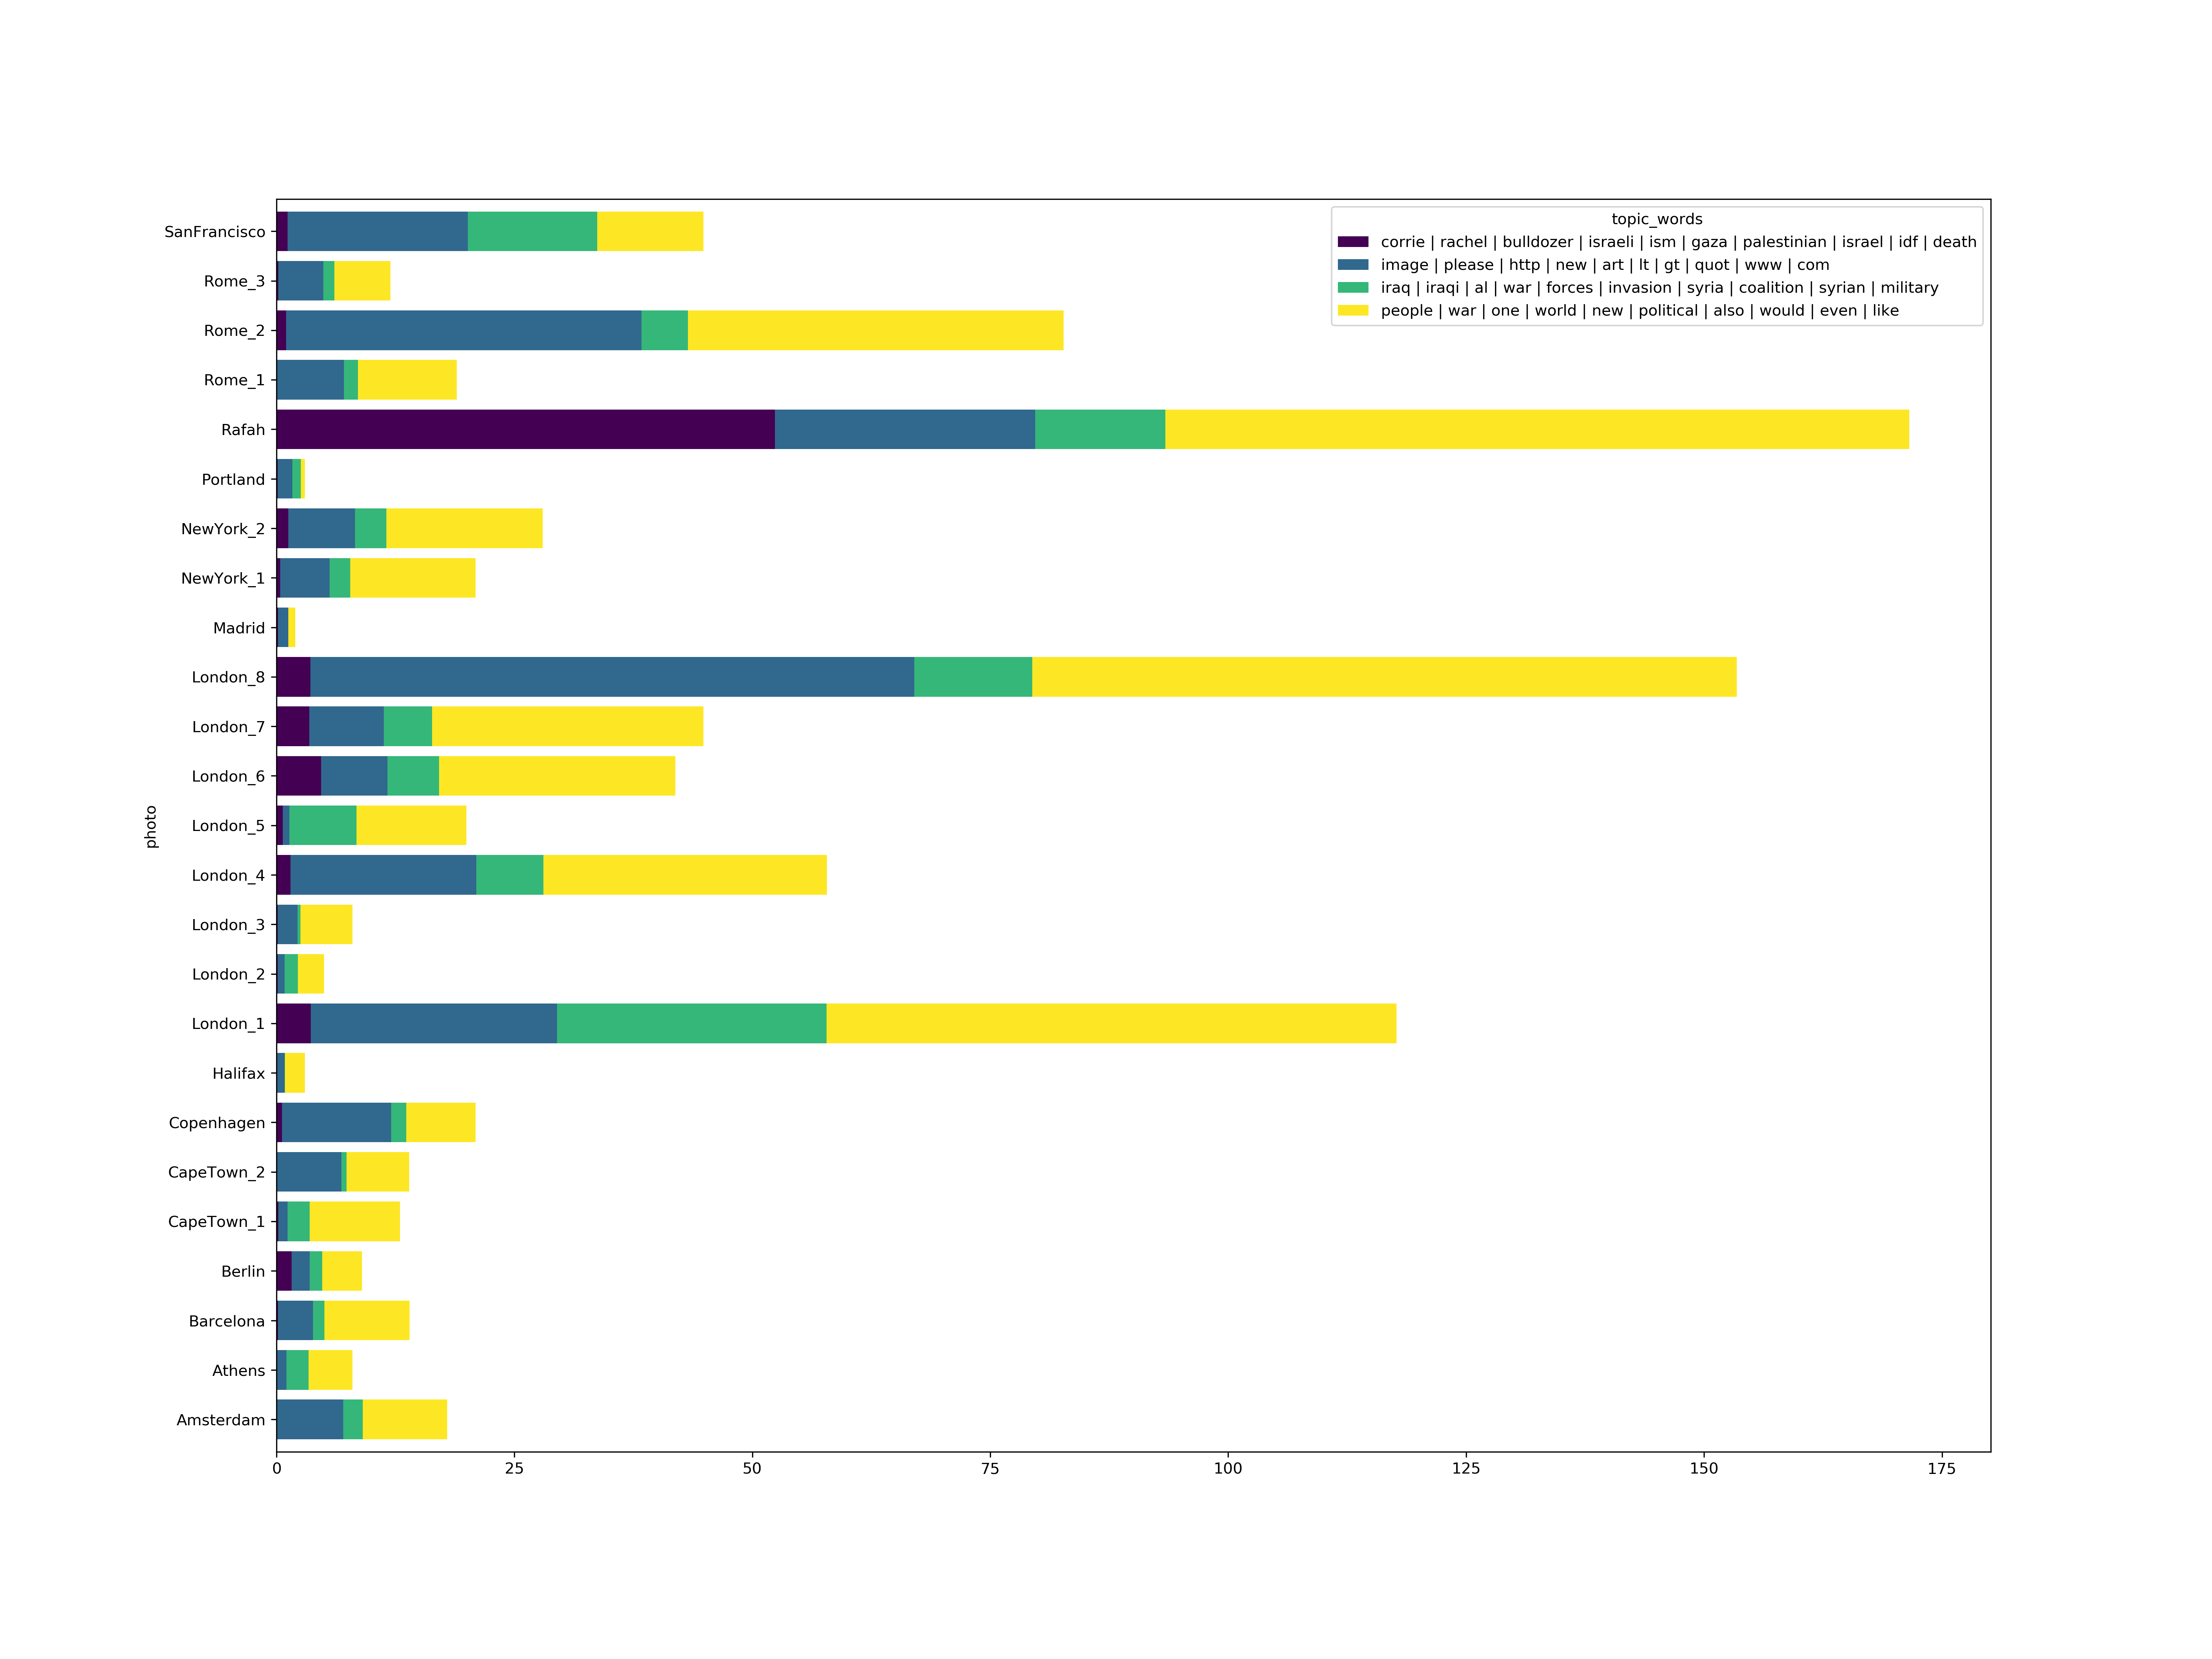 topic_words
corrie | rachel | bulldozer | israeli | ism | gaza | palestinian | israel | idf | death
image | please | http | new | art | lt | gt | quot | www | com
iraq | iraqi | al | war | forces | invasion | syria | coalition | syrian | military
people | war | one | world | new | political | also | would | even | like
photo
SanFrancisco
Rome_3
Rome_2
Rome_1
Rafah
Portland
NewYork_2
NewYork_1
Madrid
London_8
London_7
London_6
London_5
London_4
London_3
London_2
London_1
Halifax
Copenhagen
CapeTown_2
CapeTown_1
Berlin
Barcelona
Athens
Amsterdam
0 25 50 75 100 125 150 175